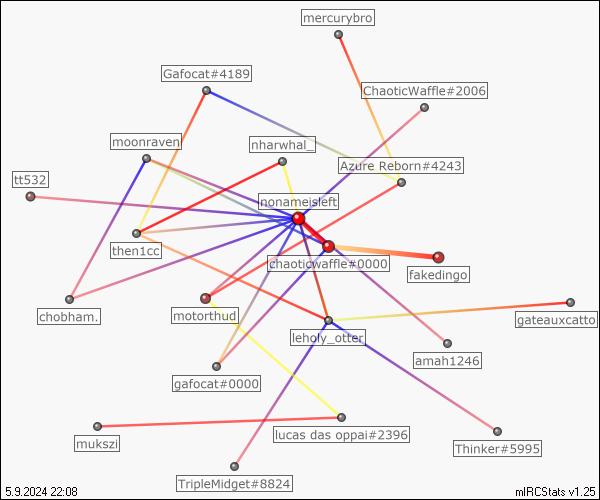 mercurybro
Gafocat#4189
ChaoticWaffle#2006
moonraven
nharwhal_
Azure Reborn#4243
tt532
nonameisleft
then1cc
chaoticwaffle#0000
fakedingo
chobham.
motorthud
gateauxcatto
leholy_otter
amah1246
gafocat#0000
mukszi
lucas das oppai#2396
Thinker#5995
TripleMidget#8824
5.9.2024 22:08
mIRCStats v1.25